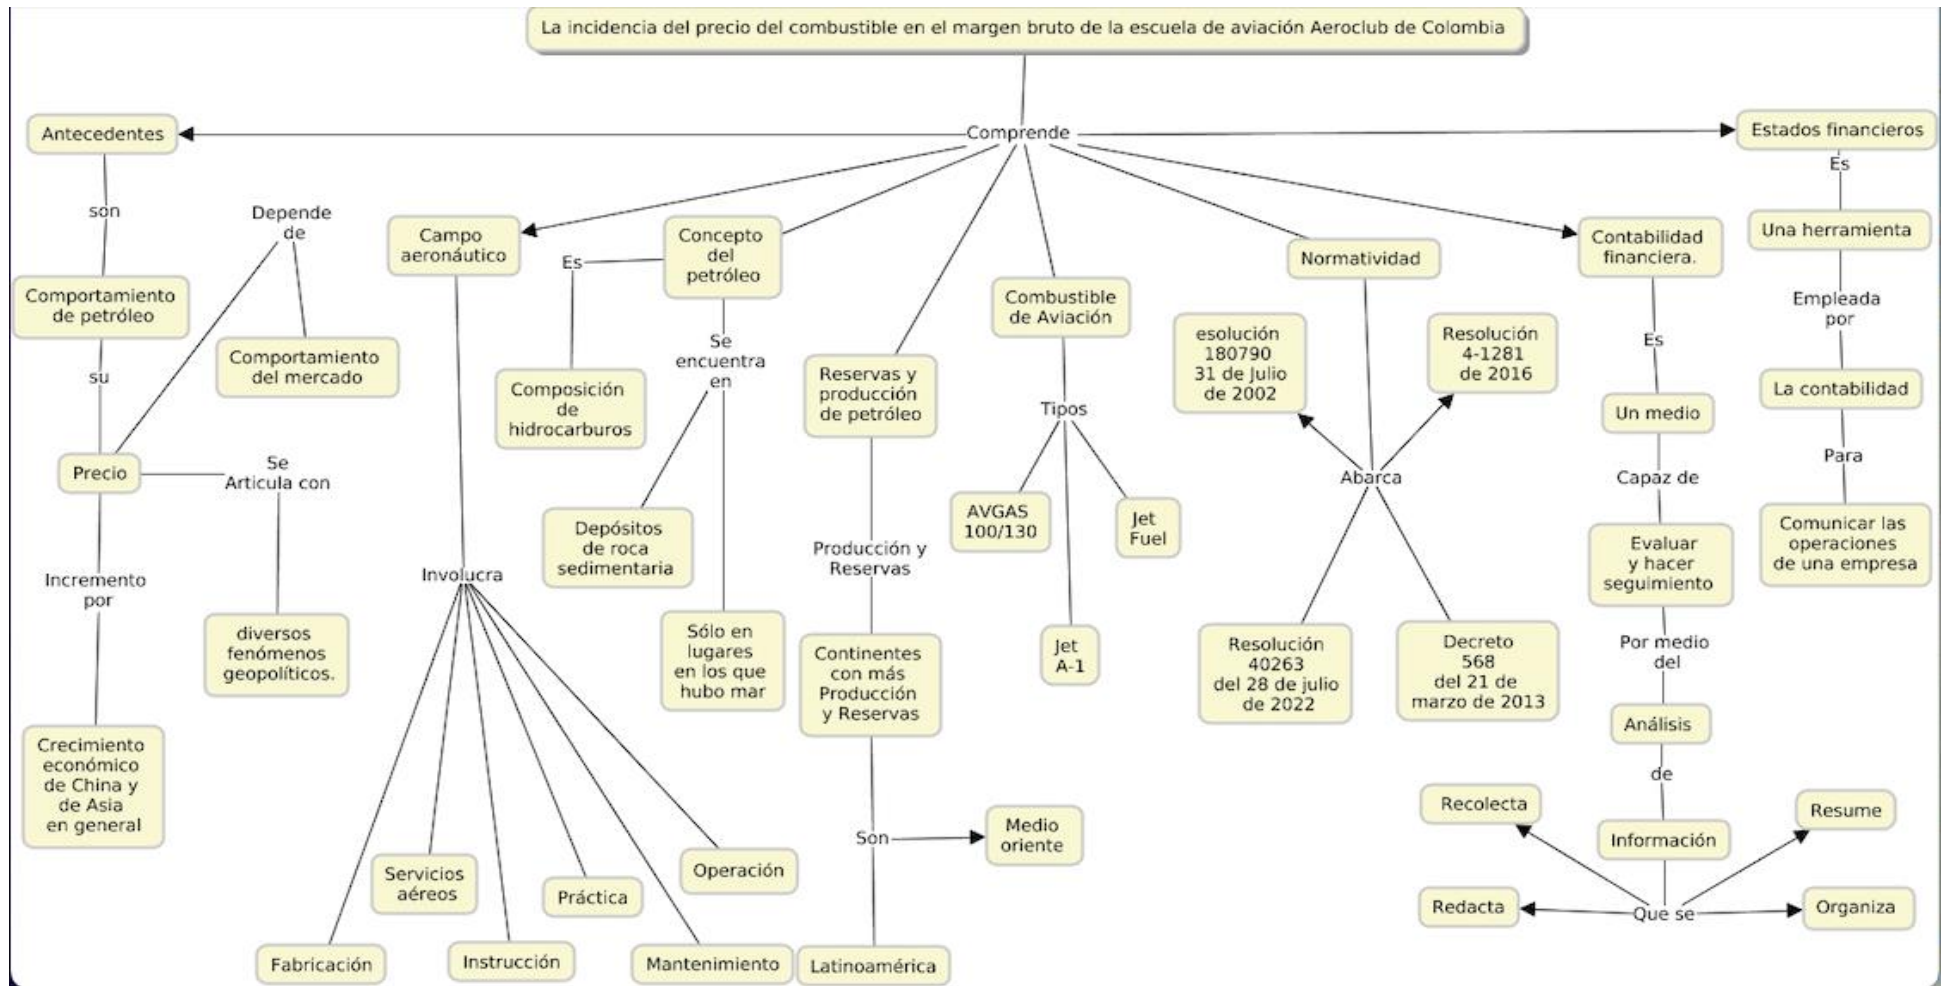 La incidencia del precio del combustible en el margen bruto de la escuela de aviación Aeroclub de Colombia
Comprende
Antecedentes
son
Comportamiento
de petróleo
su
Precio
Depende
de
Comportamiento
del mercado
Se
Articula con
diversos
fenómenos
geopolíticos.
Incremento
por
Crecimiento
económico
de China y
de Asia
en general
Campo
aeronáutico
Involucra
Fabricación
Servicios
aéreos
Instrucción
Práctica
Mantenimiento
Operación
Concepto
del
petróleo
Es
Composición
de
hidrocarburos
Se
encuentra
en
Depósitos
de roca
sedimentaria
Sólo en
lugares
en los que
hubo mar
Reservas y
producción
de petróleo
Producción y
Reservas
Continentes
con más
Producción
y Reservas
Son
Medio
oriente
Latinoamérica
Combustible
de Aviación
Tipos
AVGAS
100/130
Jet
A-1
Jet
Fuel
Normatividad
Abarca
esolución
180790
31 de Julio
de 2002
Resolución
4-1281
de 2016
Resolución
40263
del 28 de julio
de 2022
Decreto
568
del 21 de
marzo de 2013
Contabilidad
financiera.
Es
Un medio
Capaz de
Evaluar
y hacer
seguimiento
Por medio
del
Análisis
de
Información
Que se
Recolecta
Resume
Redacta
Organiza
Estados financieros
Es
Una herramienta
Empleada
por
La contabilidad
Para
Comunicar las
operaciones
de una empresa